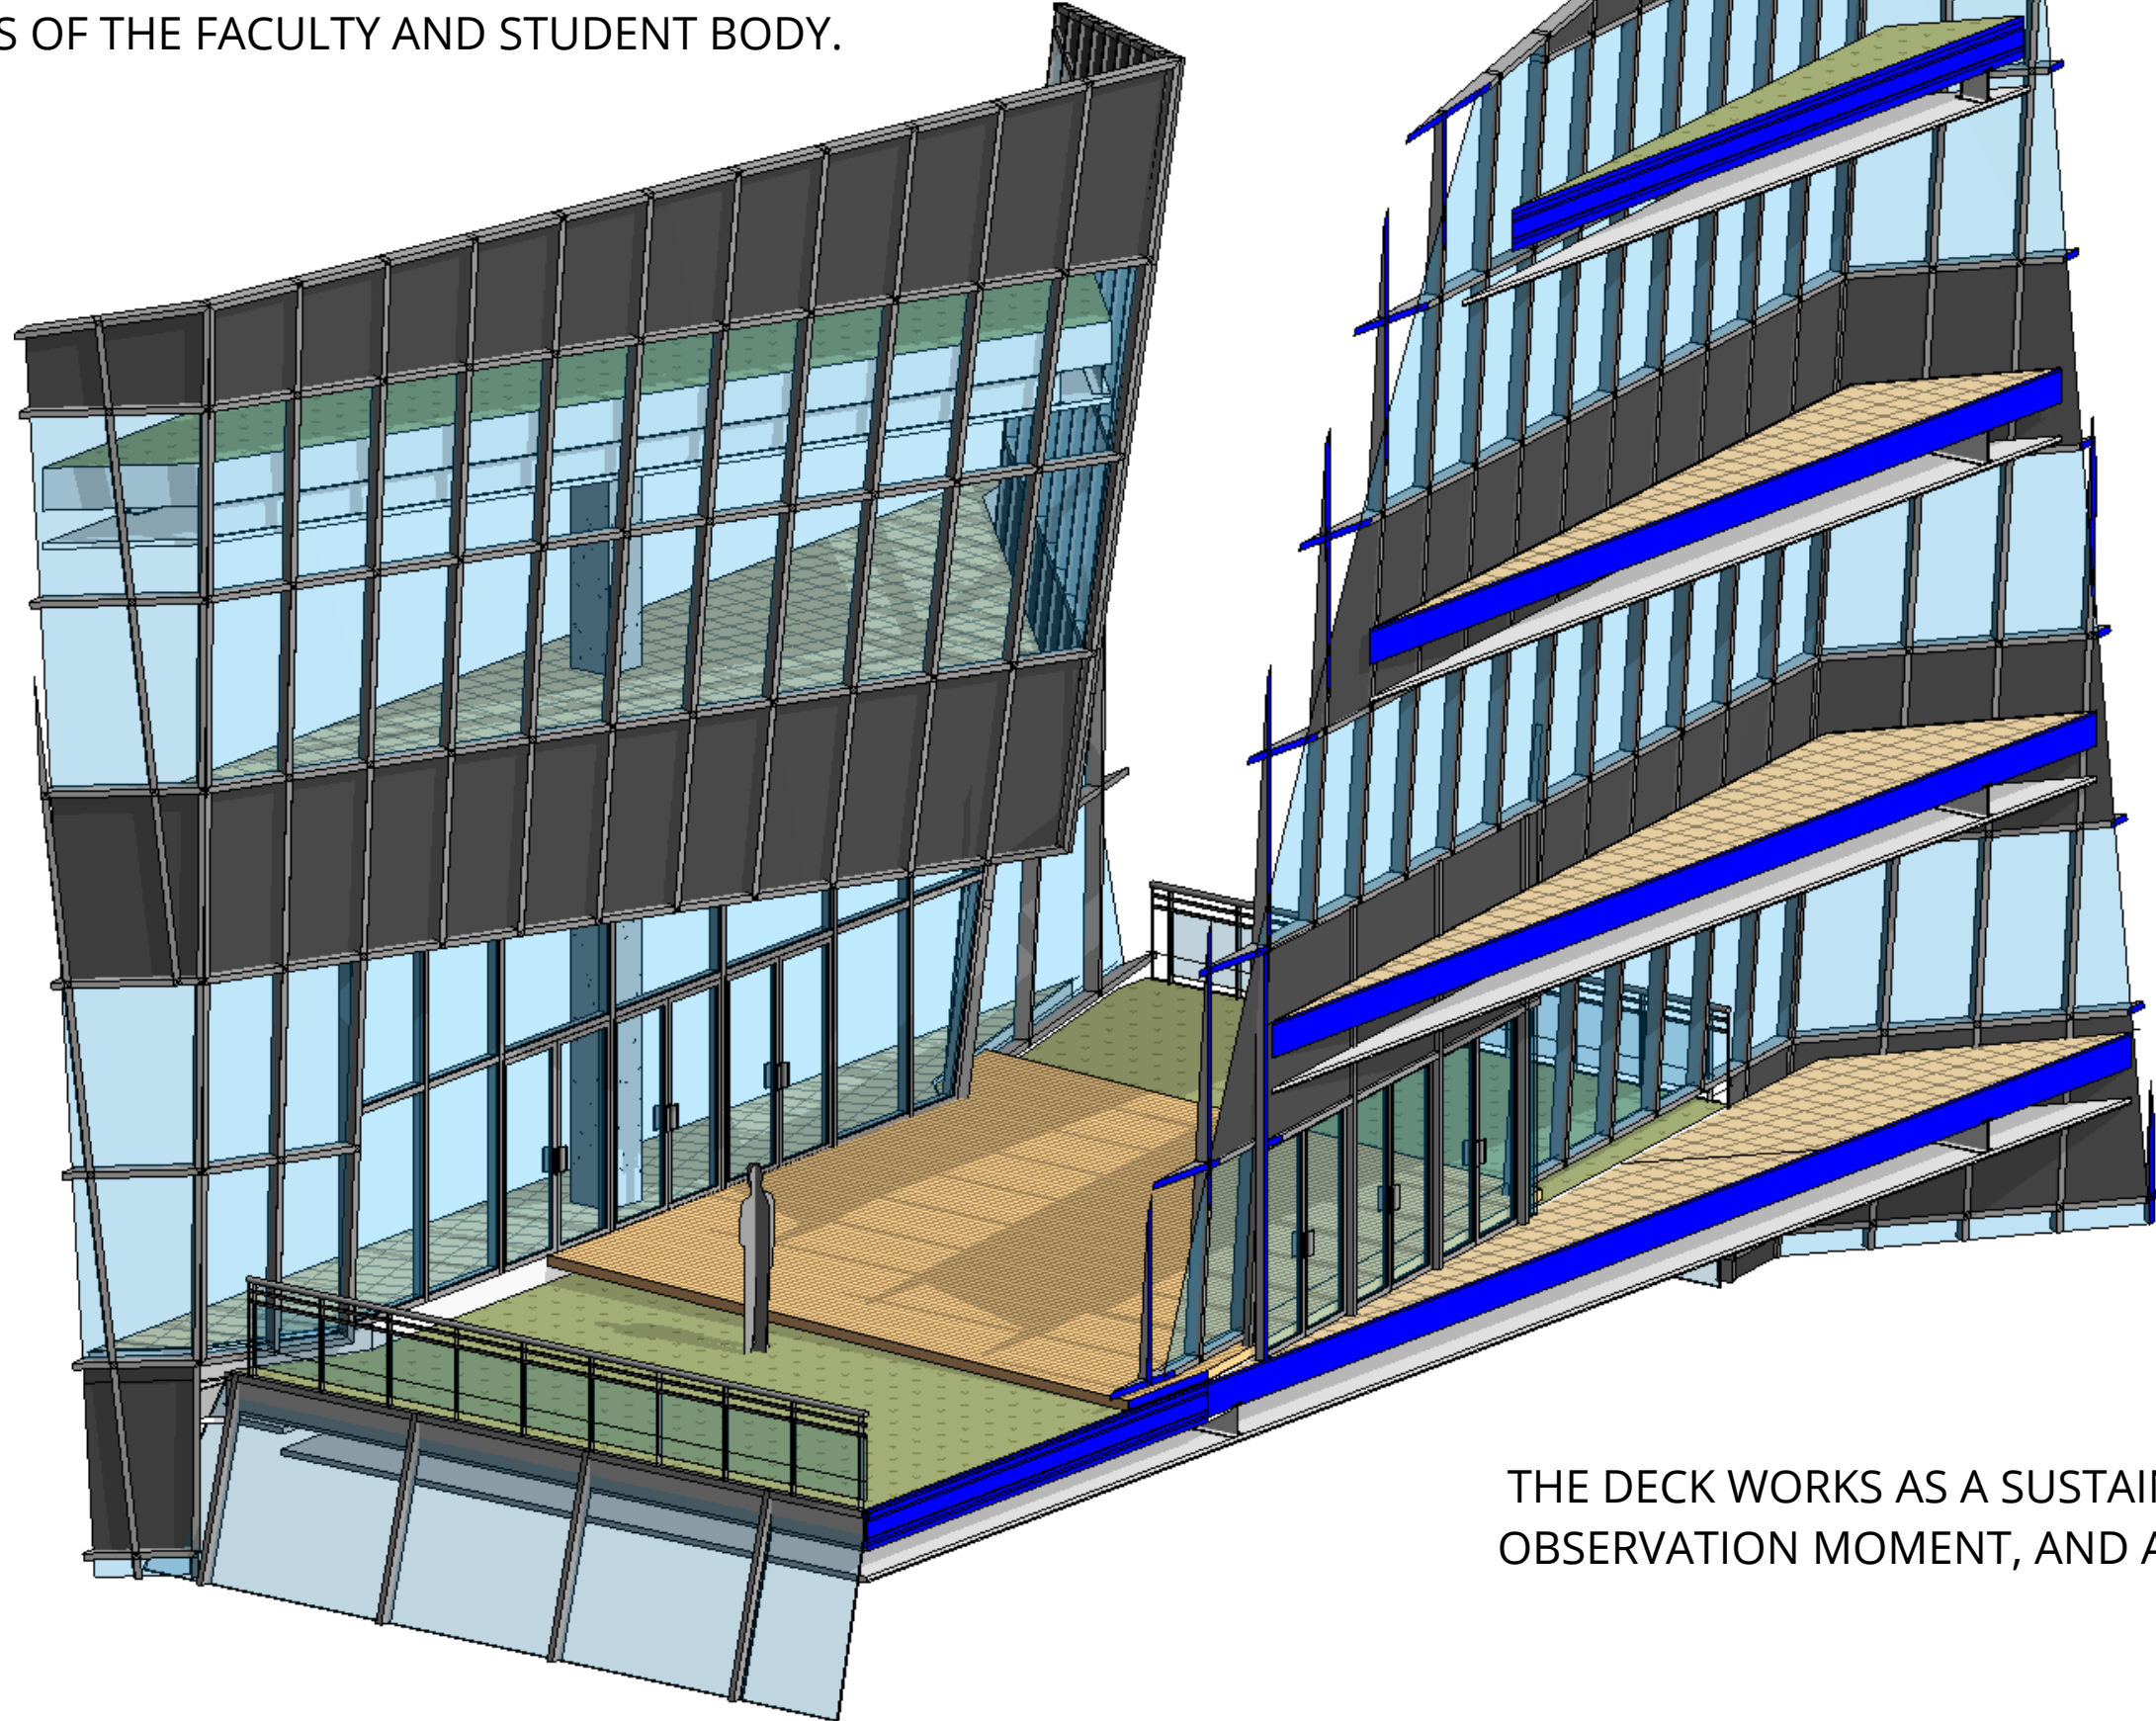 S OF THE FACULTY AND STUDENT BODY.
THE DECK WORKS AS A SUSTAI
OBSERVATION MOMENT, AND A